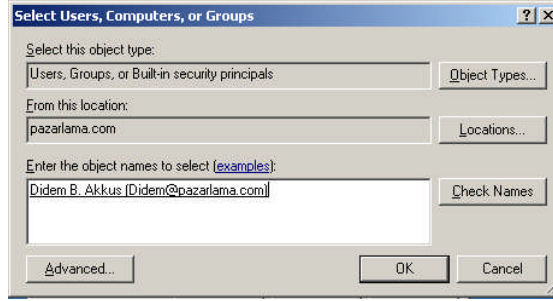 Select Users, Computers, or Groups
Select this object type:
Users, Groups, or Built-in security principals
Object Types...
From this location:
pazarlama.com
Locations...
Enter the object names to select (examples):
Didem B. Akkus (Didem@pazarlama.com)
Check Names
Advanced...
OK
Cancel